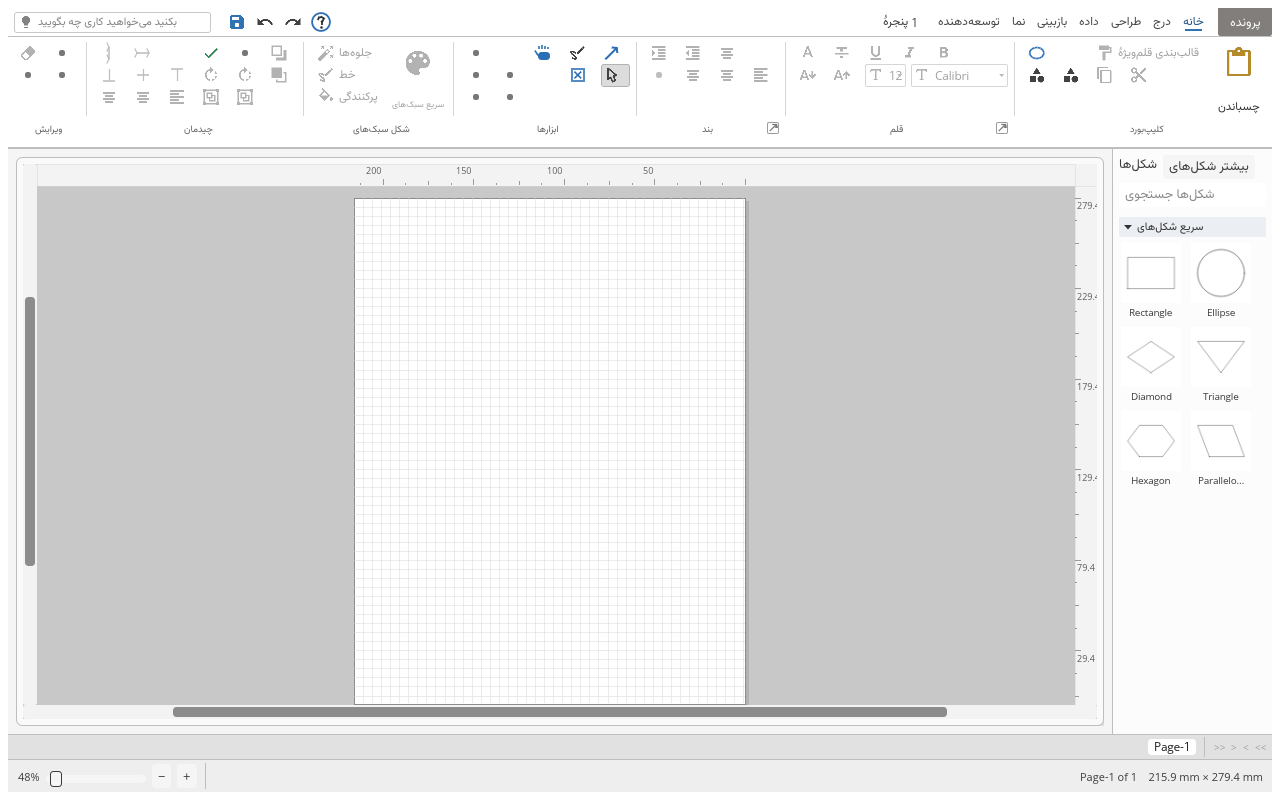 پرونده
خانه
درج
طراحی
داده
بازبینی
نما
توسعه‌دهنده
1 پنجرهٔ
بکنید می‌خواهید کاری چه بگویید
چسباندن
قالب‌بندی قلم‌ویژهٔ
کلیپ‌بورد
Calibri
12
قلم
بند
ابزارها
سریع سبک‌های
جلوه‌ها
خط
پرکنندگی
شکل سبک‌های
چیدمان
ویرایش
شکل‌ها
بیشتر شکل‌های
شکل‌ها جستجوی
سریع شکل‌های
Rectangle
Ellipse
Diamond
Triangle
Hexagon
Parallelo...
200
150
100
50
279.4
229.4
179.4
129.4
79.4
29.4
Page-1
48%
Page-1 of 1
215.9 mm × 279.4 mm